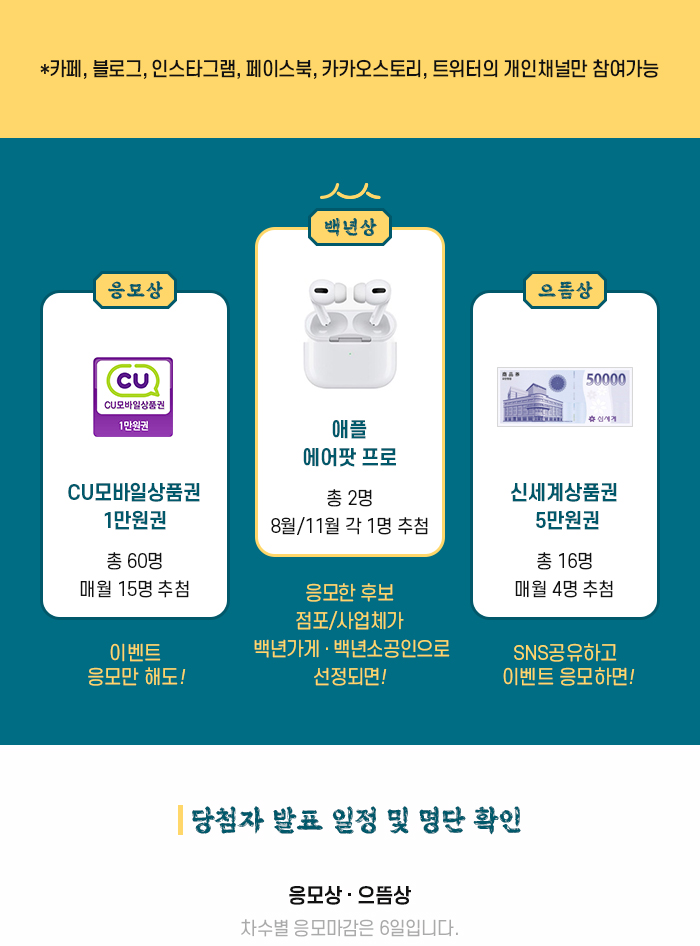 *카페, 블로그, 인스타그램, 페이스북, 카카오스토리, 트위터의 개인채널만 참여가능
응모상
CU
CU모바일상품권
1만원권
CU모바일상품권
1만원권
총 60명
매월 15명 추첨
이벤트
응모만 해도!
백년상
애플
에어팟 프로
총 2명
8월/11월 각 1명 추첨
응모한 후보
점포/사업체가
백년가게 · 백년소공인으로
선정되면!
으뜸상
商品券
50000
신세계
신세계상품권
5만원권
총 16명
매월 4명 추첨
SNS공유하고
이벤트 응모하면!
당첨자 발표 일정 및 명단 확인
응모상 · 으뜸상
차수별 응모마감은 6일입니다.